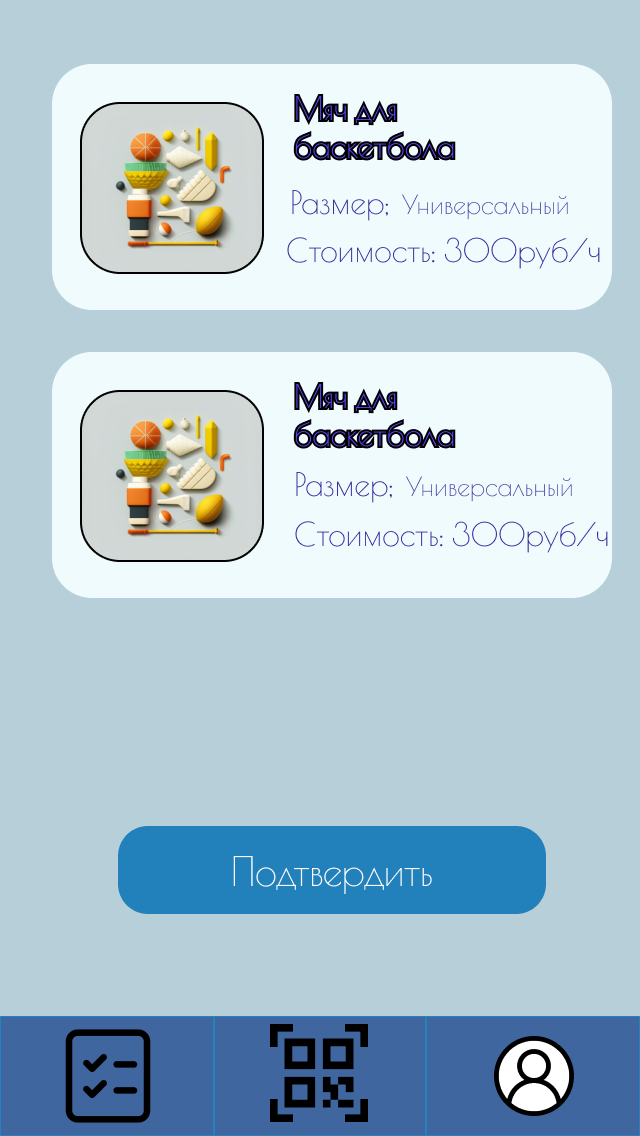 Мяч для
баскетбола
Размер: Универсальный
Стоимость: 300руб/ч
Мяч для
баскетбола
Размер: Универсальный
Стоимость: 300руб/ч
Подтвердить